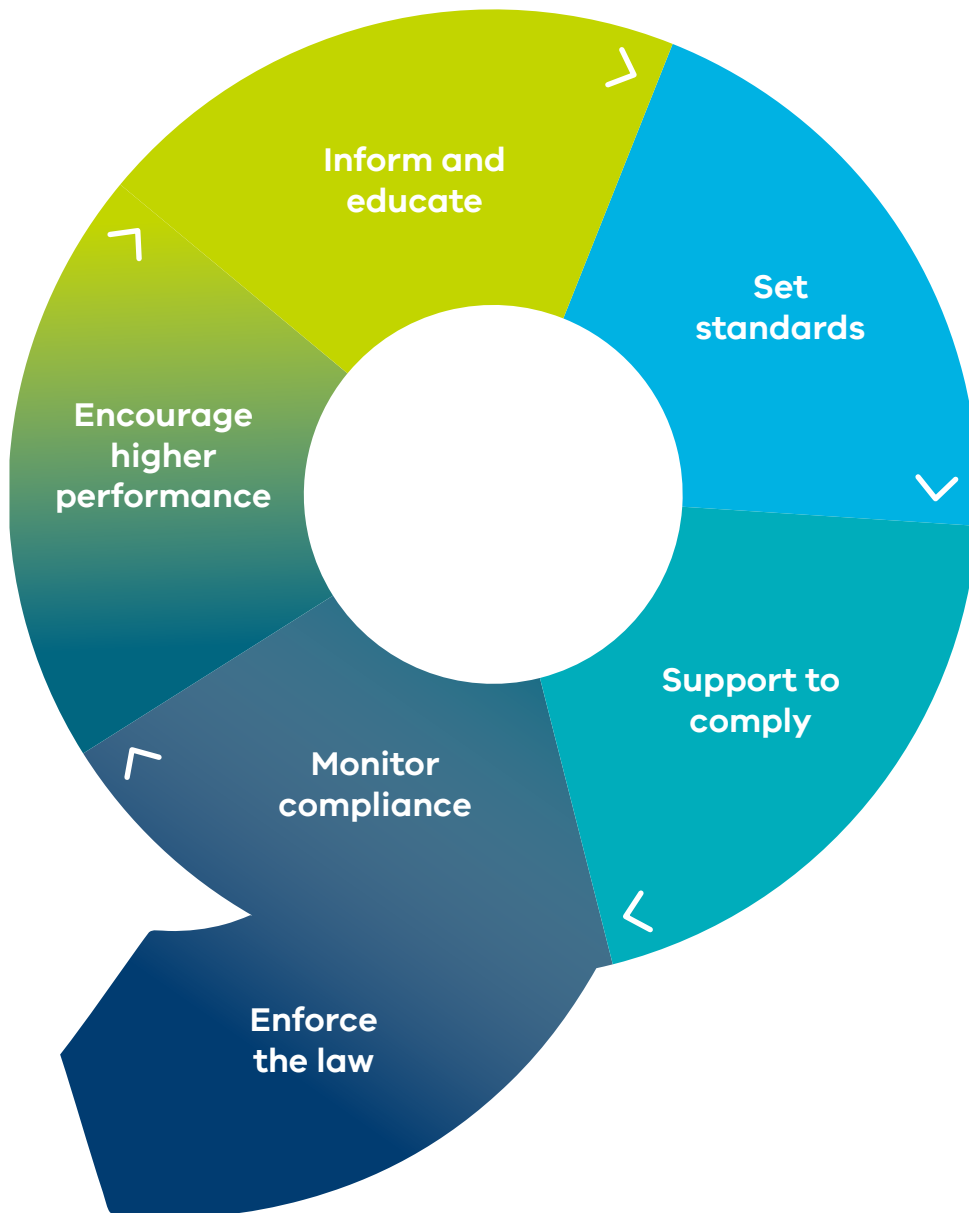 Inform and
educate
Set
standards
Support to
comply
Monitor
compliance
Enforce
the law
Encourage
higher
performance